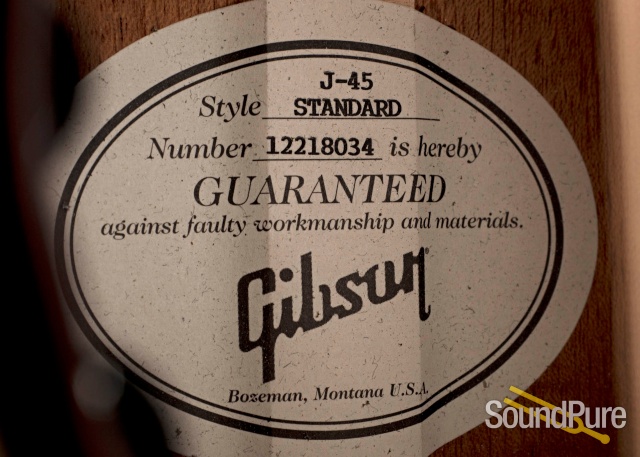 J-45
Style STANDARD
Number 12218034 is hereby
GUARANTEED
against faulty workmanship and materials.
Gibson
Bozeman, Montana U.S.A.
SoundPure